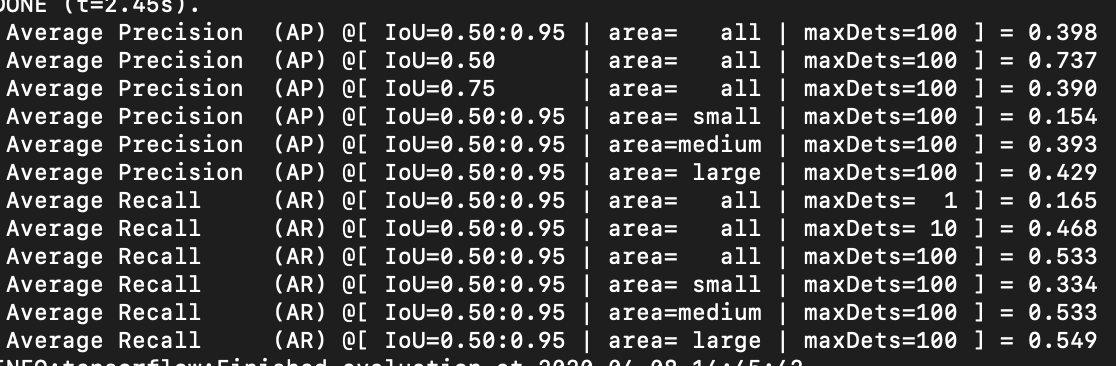 DONE (t=2.45s).
Average Precision  (AP) @[ IoU=0.50:0.95 | area=   all | maxDets=100 ] = 0.398
Average Precision  (AP) @[ IoU=0.50      | area=   all | maxDets=100 ] = 0.737
Average Precision  (AP) @[ IoU=0.75      | area=   all | maxDets=100 ] = 0.390
Average Precision  (AP) @[ IoU=0.50:0.95 | area= small | maxDets=100 ] = 0.154
Average Precision  (AP) @[ IoU=0.50:0.95 | area=medium | maxDets=100 ] = 0.393
Average Precision  (AP) @[ IoU=0.50:0.95 | area= large | maxDets=100 ] = 0.429
Average Recall     (AR) @[ IoU=0.50:0.95 | area=   all | maxDets=  1 ] = 0.165
Average Recall     (AR) @[ IoU=0.50:0.95 | area=   all | maxDets= 10 ] = 0.468
Average Recall     (AR) @[ IoU=0.50:0.95 | area=   all | maxDets=100 ] = 0.533
Average Recall     (AR) @[ IoU=0.50:0.95 | area= small | maxDets=100 ] = 0.334
Average Recall     (AR) @[ IoU=0.50:0.95 | area=medium | maxDets=100 ] = 0.533
Average Recall     (AR) @[ IoU=0.50:0.95 | area= large | maxDets=100 ] = 0.549
INFO:tensorflow:Finished evaluation at